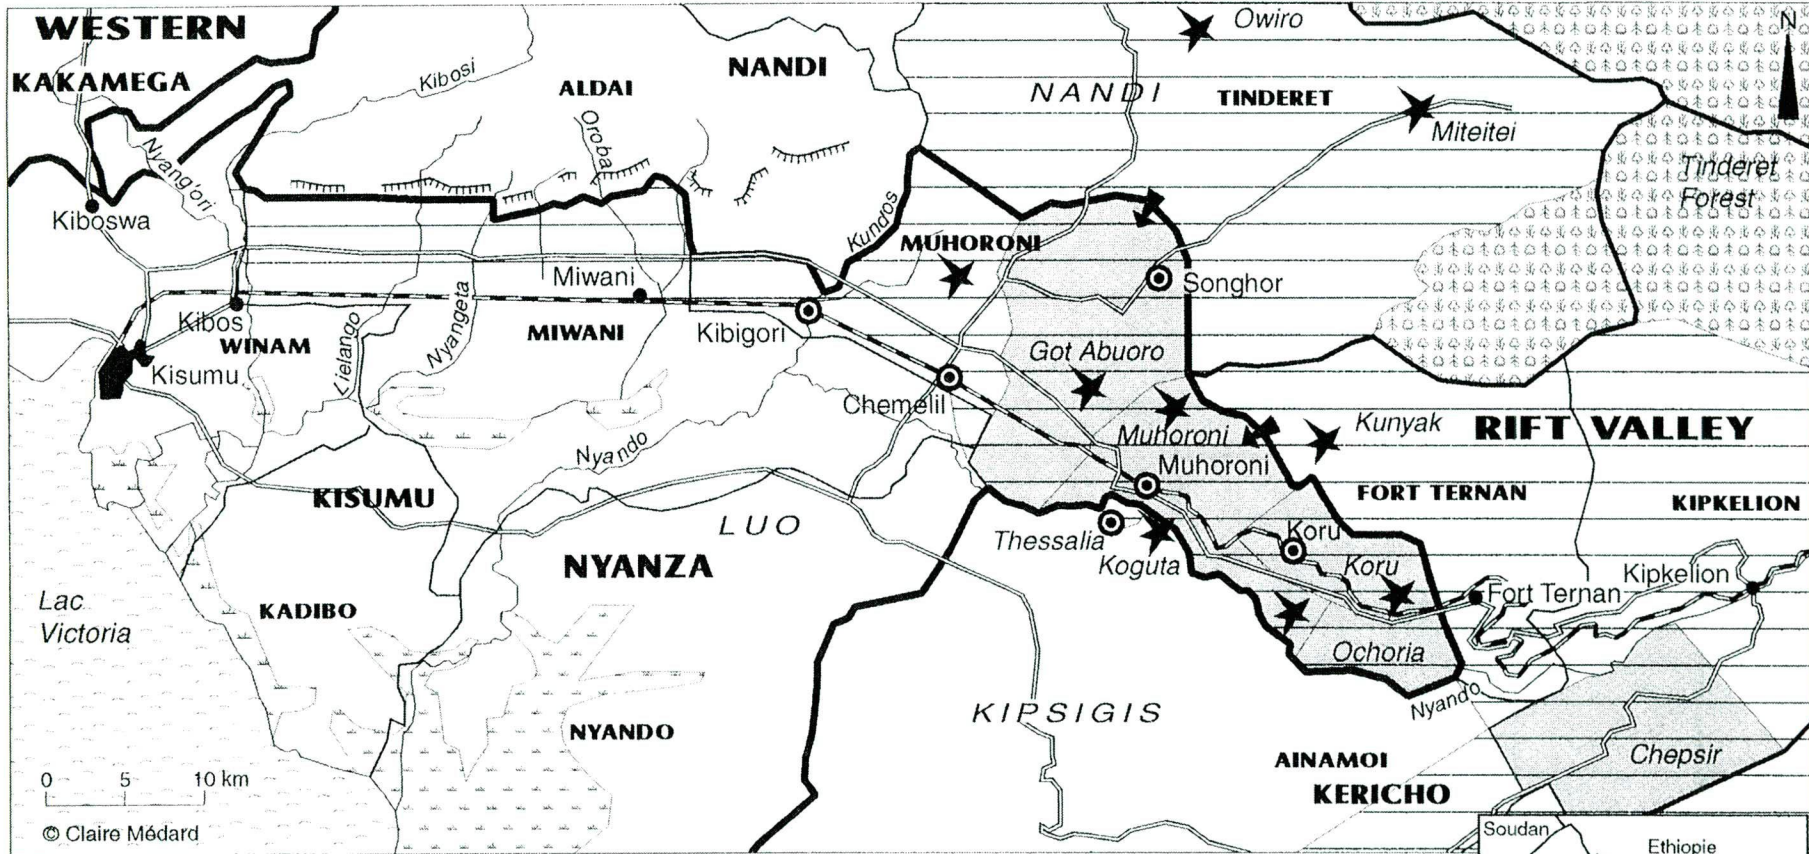 WESTERN
KAKAMEGA
Kibosi
ALDAI
NANDI
Owiro
N
NANDI
TINDERET
Miteitei
Oroba
Nyang'ori
Tinderet
Forest
Kiboswa
Kundos
MUHORONI
Miwani
Songhor
Kibos
WINAM
Lielango
Nyangeta
MIWANI
Kibigori
Got Abuoro
Kisumu
Chemelil
Kunyak
RIFT VALLEY
Muhoroni
Nyando
Muhoroni
KISUMU
FORT TERNAN
KIPKELION
LUO
Thessalia
Koru
NYANZA
Koguta
Koru
Kipkelion
Fort Ternan
Lac
Victoria
KADIBO
Ochoria
Nyando
KIPSIGIS
NYANDO
AINAMOI
Chepsir
KERICHO
0 5 10 km
© Claire Médard
Soudan
Ethiopie